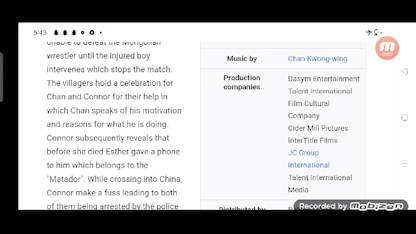 5:43
unable to defeat the Mongolian
wrestler until the injured boy
intervenes which stops the match.
The villagers hold a celebration for
Chan and Connor for their help in
which Chan speaks of his motivation
and reasons for what he is doing.
Connor subsequently reveals that
before she died Esther gave a phone
to him which belongs to the
"Matador". While crossing into China,
Connor make a fuss leading to both
of them being arrested by the police
Music by Chan Kwong-wing
Production
companies
Dasym Entertainment
Talent International
Film Cultural
Company
Cider Mill Pictures
InterTitle Films
JC Group
International
Talent International
Media
Distributed by
Recorded by mobizen